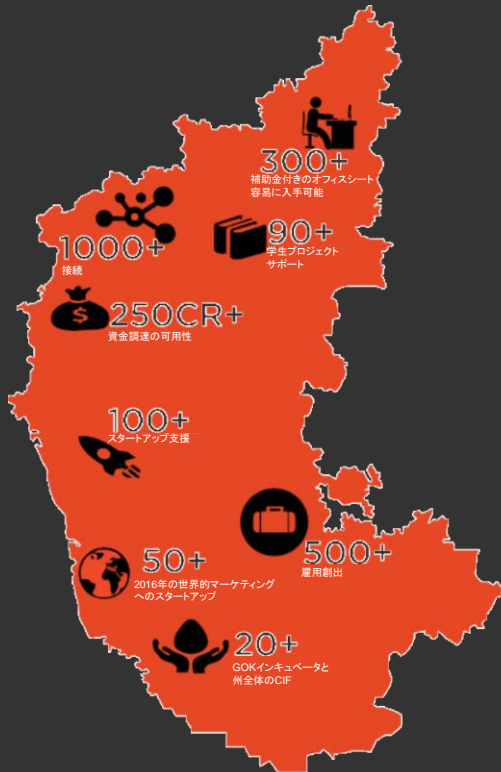 300+
補助金付きのオフィスシート
容易に入手可能
1000+
接続
90+
学生プロジェクト
サポート
$
250CR+
資金調達の可用性
100+
スタートアップ支援
500+
雇用創出
50+
2016年の世界的マーケティング
へのスタートアップ
20+
GOKインキュベータと
州全体のCIF